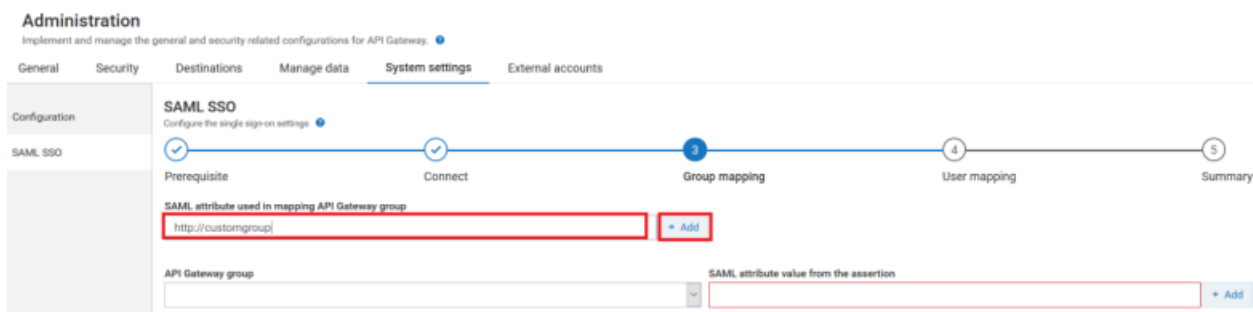 Administration
Implement and manage the general and security related configurations for API Gateway. ?
General Security Destinations Manage data System settings External accounts
Configuration
SAML SSO
SAML SSO
Configure the single sign-on settings ?
3 4 5
Prerequisite Connect Group mapping User mapping Summary
SAML attribute used in mapping API Gateway group
http://customgroup
+ Add
API Gateway group SAML attribute value from the assertion
+ Add